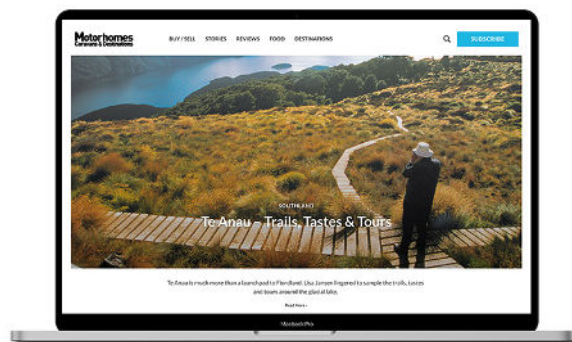 Motorhomes
Caravans & Destinations
BUY / SELL STORIES REVIEWS FOOD DESTINATIONS
SUBSCRIBE
SOUTHLAND
Te Anau – Trails, Tastes & Tours
Te Anau is much more than a launchpad to Fiordland. Lisa Jansen lingered to sample the trails, tastes
and tours around the glacial lake.
Read More ›
MacBook Pro